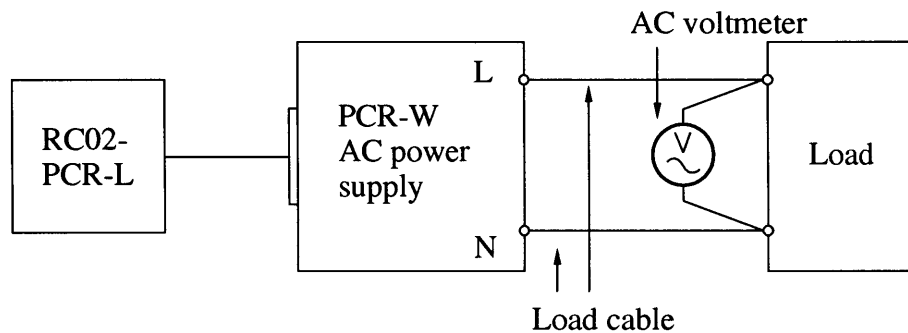 AC voltmeter
L
RC02-
PCR-L
PCR-W
AC power
supply
V
Load
N
Load cable